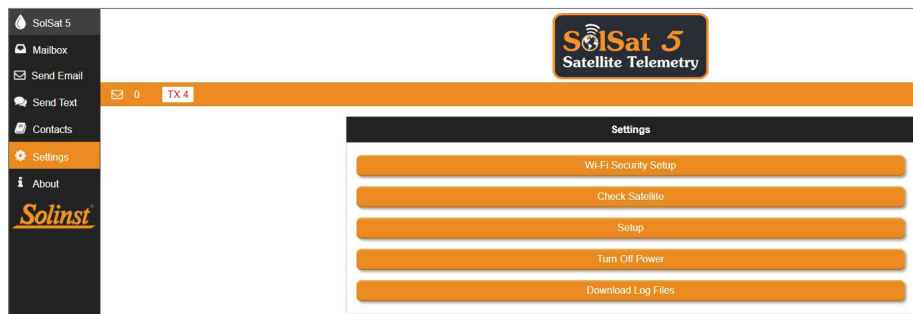 SolSat 5
Mailbox
Send Email
Send Text
Contacts
Settings
About
Solinst®
SolSat 5
Satellite Telemetry
0 TX 4
Settings
Wi-Fi Security Setup
Check Satellite
Setup
Turn Off Power
Download Log Files